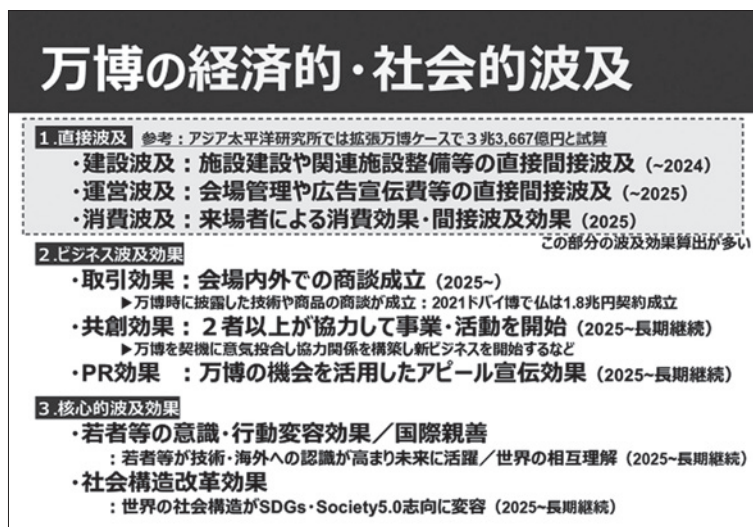 万博の経済的・社会的波及
1.直接波及 参考：アジア太平洋研究所では拡張万博ケースで3兆3,667億円と試算
・建設波及：施設建設や関連施設整備等の直接間接波及（~2024）
・運営波及：会場管理や広告宣伝費等の直接間接波及（~2025）
・消費波及：来場者による消費効果・間接波及効果（2025）
この部分の波及効果算出が多い
2.ビジネス波及効果
・取引効果：会場内外での商談成立（2025~）
▶万博時に披露した技術や商品の商談が成立：2021ドバイ博で仏は1.8兆円契約成立
・共創効果：２者以上が協力して事業・活動を開始（2025~長期継続）
▶万博を契機に意気投合し協力関係を構築し新ビジネスを開始するなど
・PR効果 ：万博の機会を活用したアピール宣伝効果（2025~長期継続）
3.核心的波及効果
・若者等の意識・行動変容効果／国際親善
：若者等が技術・海外への認識が高まり未来に活躍／世界の相互理解（2025~長期継続）
・社会構造改革効果
：世界の社会構造がSDGs・Society5.0志向に変容（2025~長期継続）